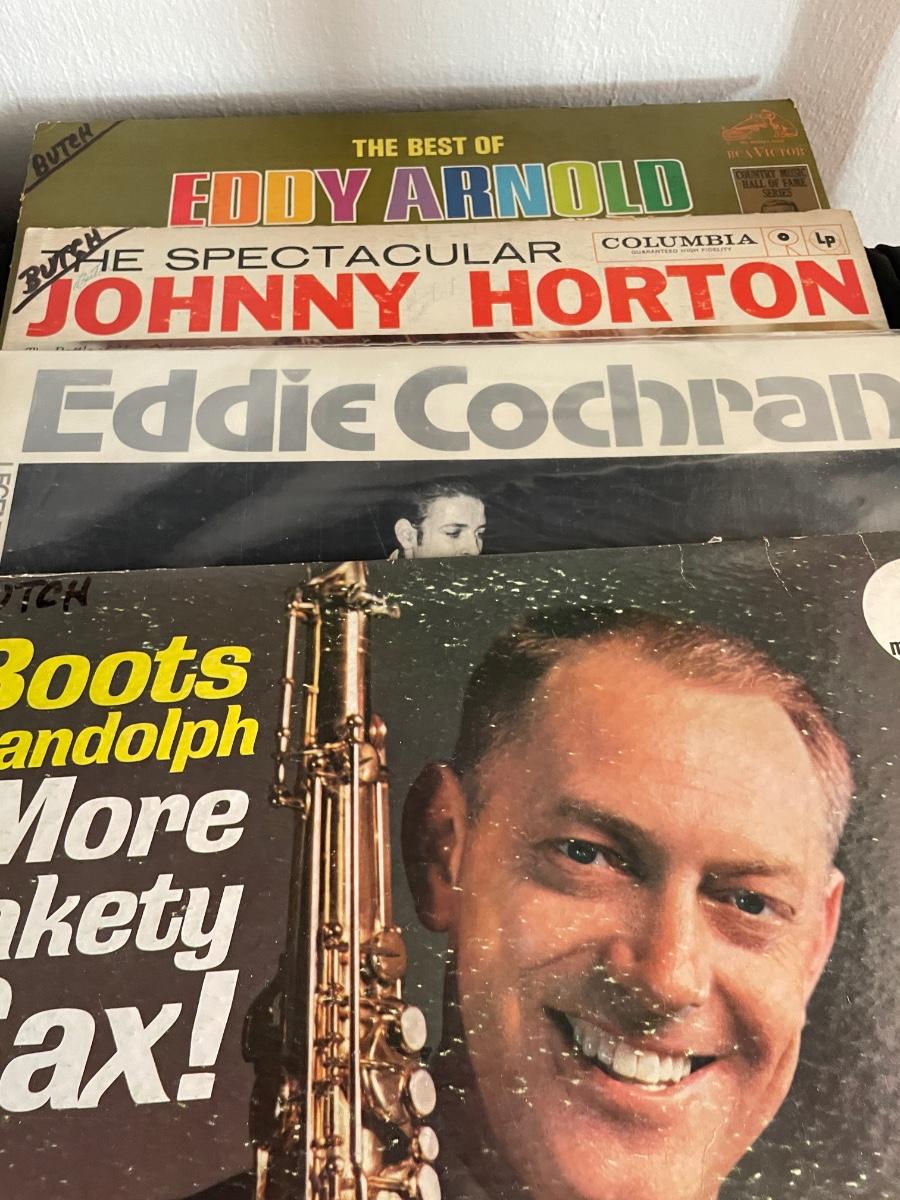 BUTCH
THE BEST OF
EDDY ARNOLD
RCA VICTOR
COUNTRY MUSIC
HALL OF FAME
SERIES
BUTCH
THE SPECTACULAR
JOHNNY HORTON
COLUMBIA
GUARANTEED HIGH FIDELITY
Lp
Eddie Cochran
UTCH
Boots
andolph
More
akety
Sax!
m